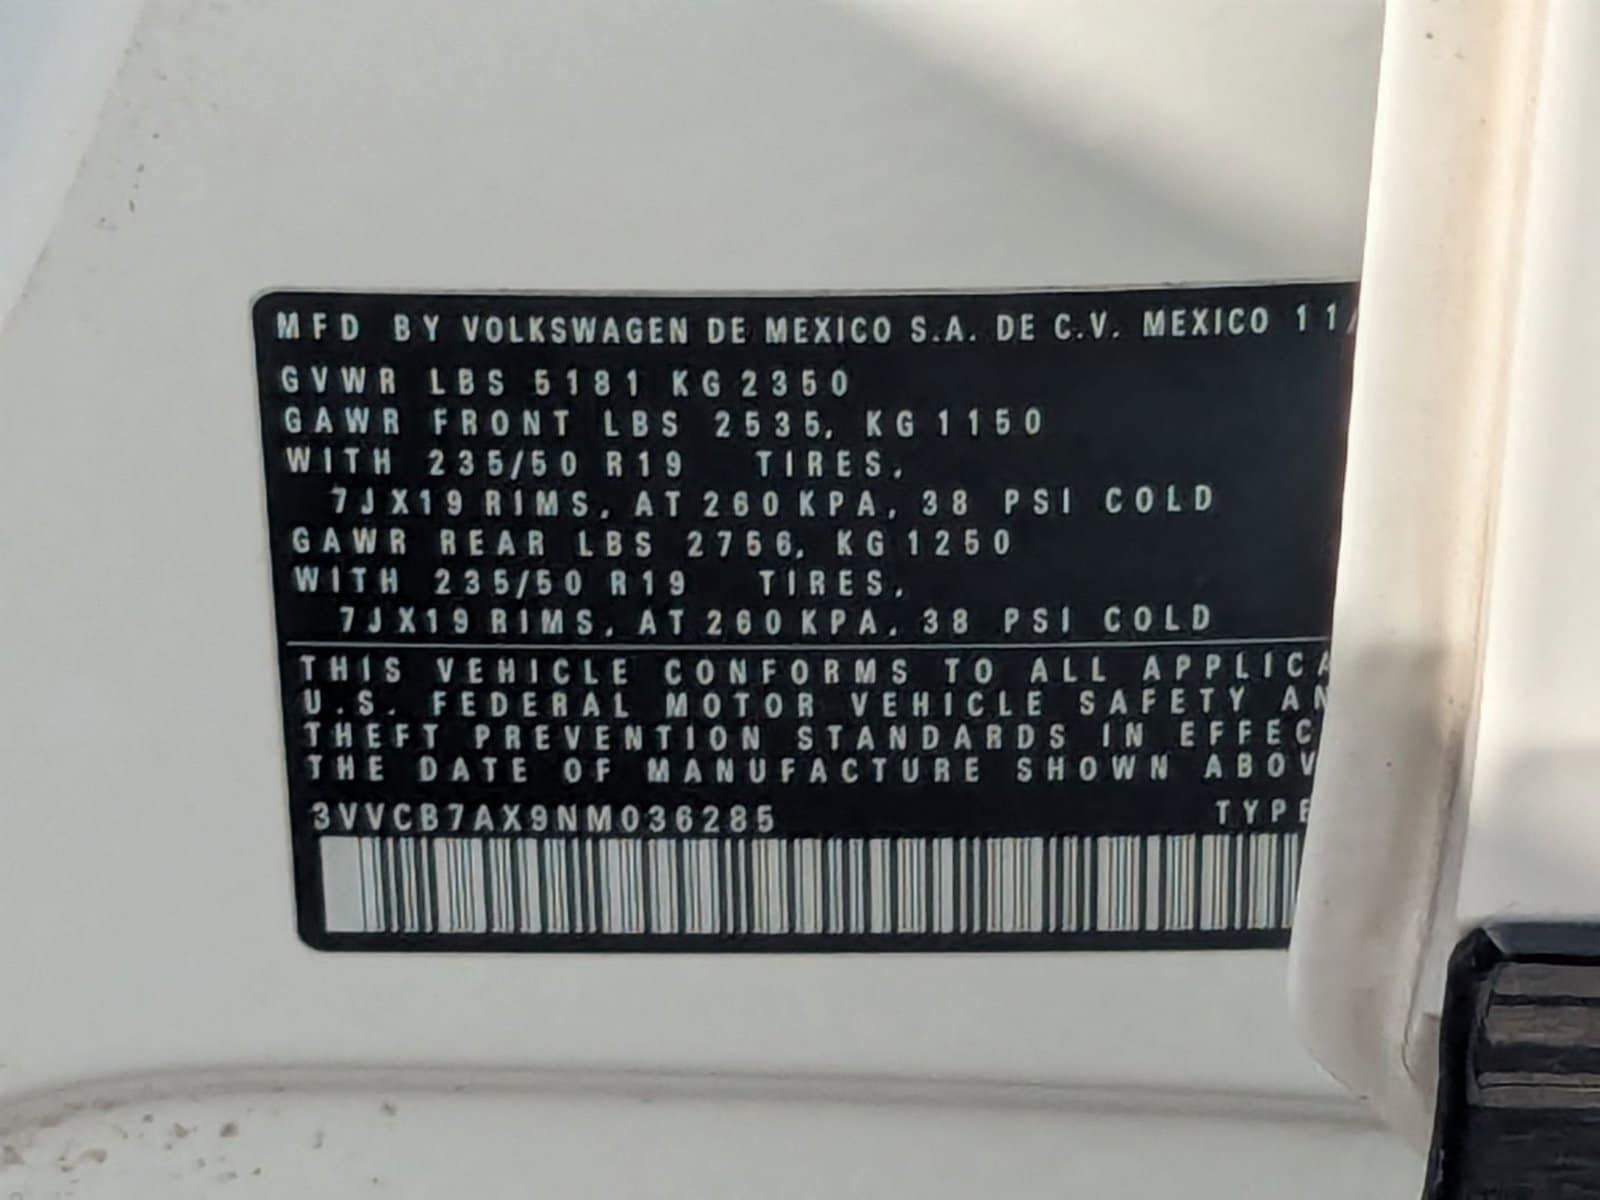 MFD BY VOLKSWAGEN DE MEXICO S.A. DE C.V. MEXICO 11/
GVWR LBS 5181 KG 2350
GAWR FRONT LBS 2535, KG 1150
WITH 235/50 R19 TIRES,
7JX19 RIMS, AT 260 KPA, 38 PSI COLD
GAWR REAR LBS 2756, KG 1250
WITH 235/50 R19 TIRES,
7JX19 RIMS, AT 260 KPA, 38 PSI COLD
THIS VEHICLE CONFORMS TO ALL APPLICA
U.S. FEDERAL MOTOR VEHICLE SAFETY AN
THEFT PREVENTION STANDARDS IN EFFEC
THE DATE OF MANUFACTURE SHOWN ABOV
3VVCB7AX9NM036285 TYPE